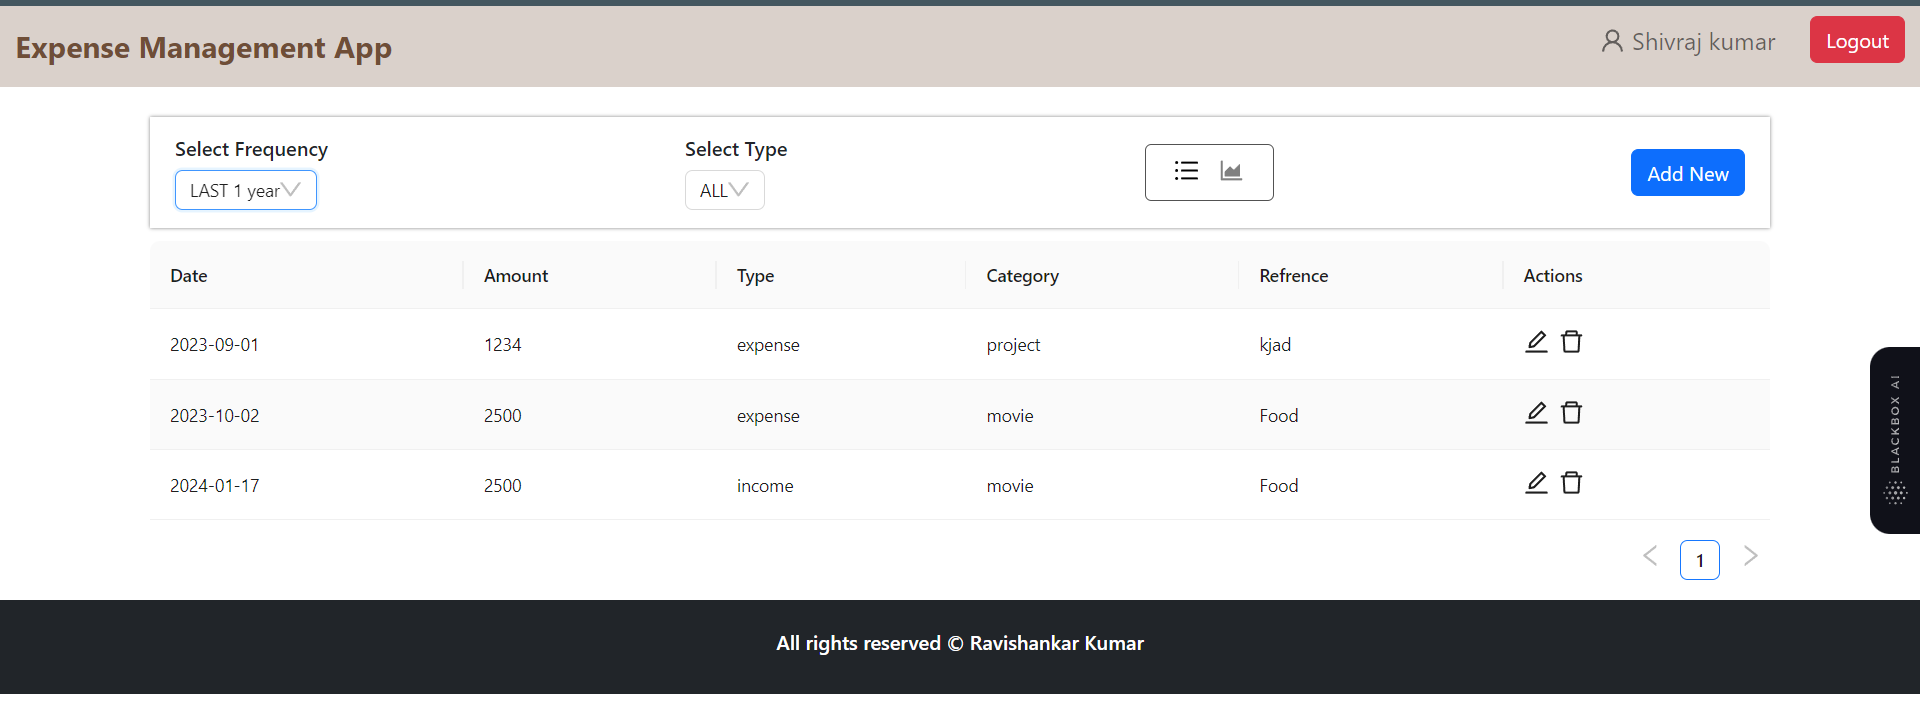 Expense Management App
Shivraj kumar
Logout
Select Frequency
LAST 1 year
Select Type
ALL
Add New
Date Amount Type Category Refrence Actions
2023-09-01 1234 expense project kjad
2023-10-02 2500 expense movie Food
2024-01-17 2500 income movie Food
BLACKBOX AI
1
All rights reserved © Ravishankar Kumar